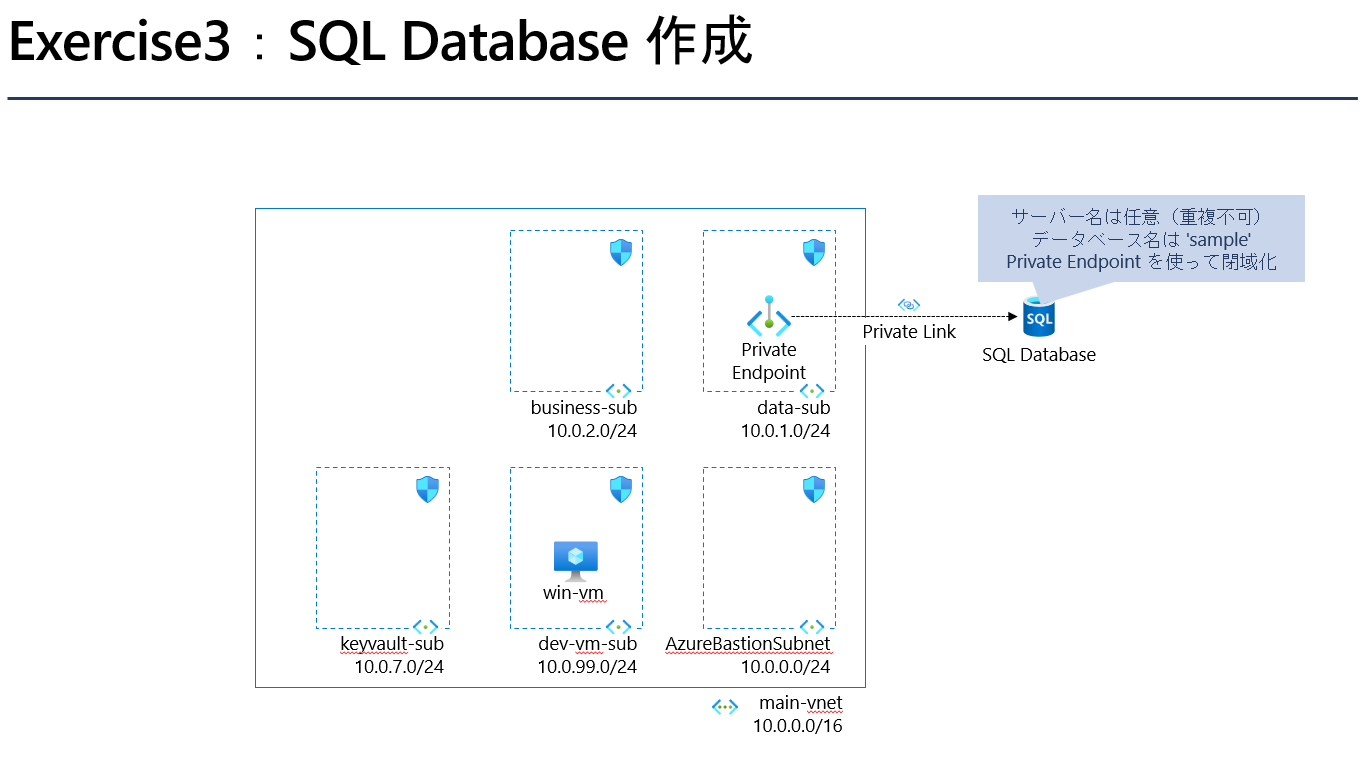 Exercise3：SQL Database 作成
サーバー名は任意（重複不可）
データベース名は 'sample'
Private Endpoint を使って閉域化
SQL
SQL Database
Private Link
Private
Endpoint
business-sub
10.0.2.0/24
data-sub
10.0.1.0/24
win-vm
keyvault-sub
10.0.7.0/24
dev-vm-sub
10.0.99.0/24
AzureBastionSubnet
10.0.0.0/24
main-vnet
10.0.0.0/16